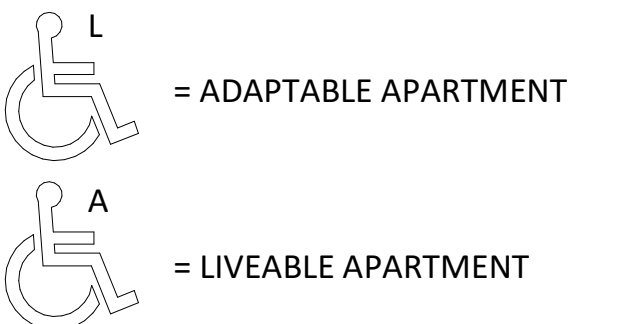 L
= ADAPTABLE APARTMENT
A
= LIVEABLE APARTMENT